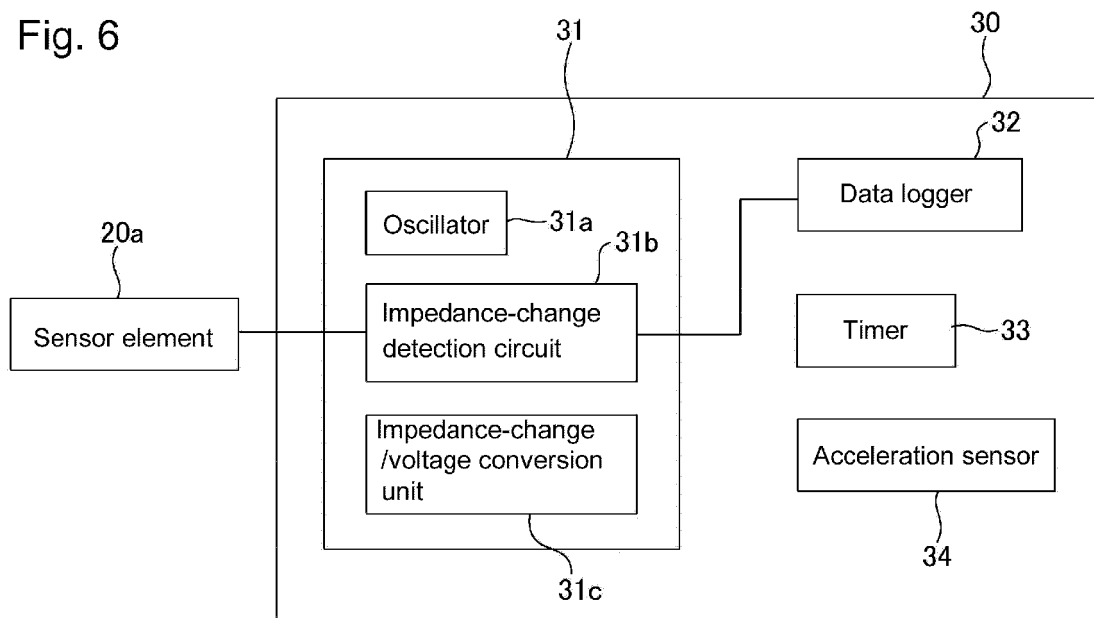 Fig. 6
31
30
32
Data logger
Oscillator
31a
31b
20a
Sensor element
Impedance-change
detection circuit
Timer
33
Impedance-change
/voltage conversion
unit
Acceleration sensor
34
31c